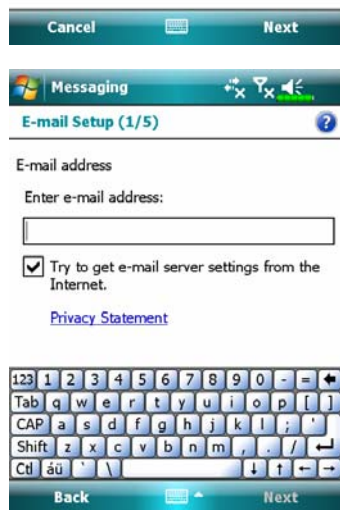 Cancel Next
Messaging
E-mail Setup (1/5)
E-mail address
Enter e-mail address:
Try to get e-mail server settings from the
Internet.
Privacy Statement
123 1 2 3 4 5 6 7 8 9 0 - =
Tab q w e r t y u i o p [ ]
CAP a s d f g h j k l ; '
Shift z x c v b n m , . /
Ctl áü ` \
Back Next